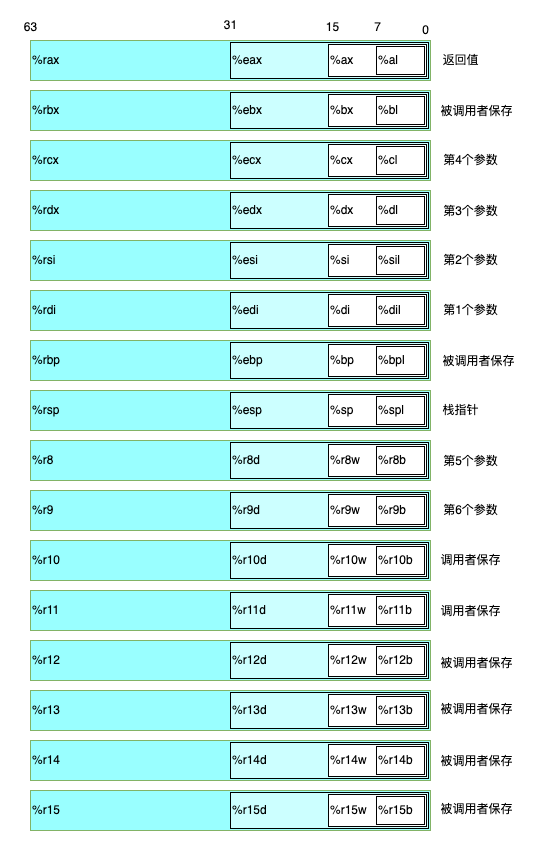 63 31 15 7 0
%rax %eax %ax %al 返回值
%rbx %ebx %bx %bl 被调用者保存
%rcx %ecx %cx %cl 第4个参数
%rdx %edx %dx %dl 第3个参数
%rsi %esi %si %sil 第2个参数
%rdi %edi %di %dil 第1个参数
%rbp %ebp %bp %bpl 被调用者保存
%rsp %esp %sp %spl 栈指针
%r8 %r8d %r8w %r8b 第5个参数
%r9 %r9d %r9w %r9b 第6个参数
%r10 %r10d %r10w %r10b 调用者保存
%r11 %r11d %r11w %r11b 调用者保存
%r12 %r12d %r12w %r12b 被调用者保存
%r13 %r13d %r13w %r13b 被调用者保存
%r14 %r14d %r14w %r14b 被调用者保存
%r15 %r15d %r15w %r15b 被调用者保存